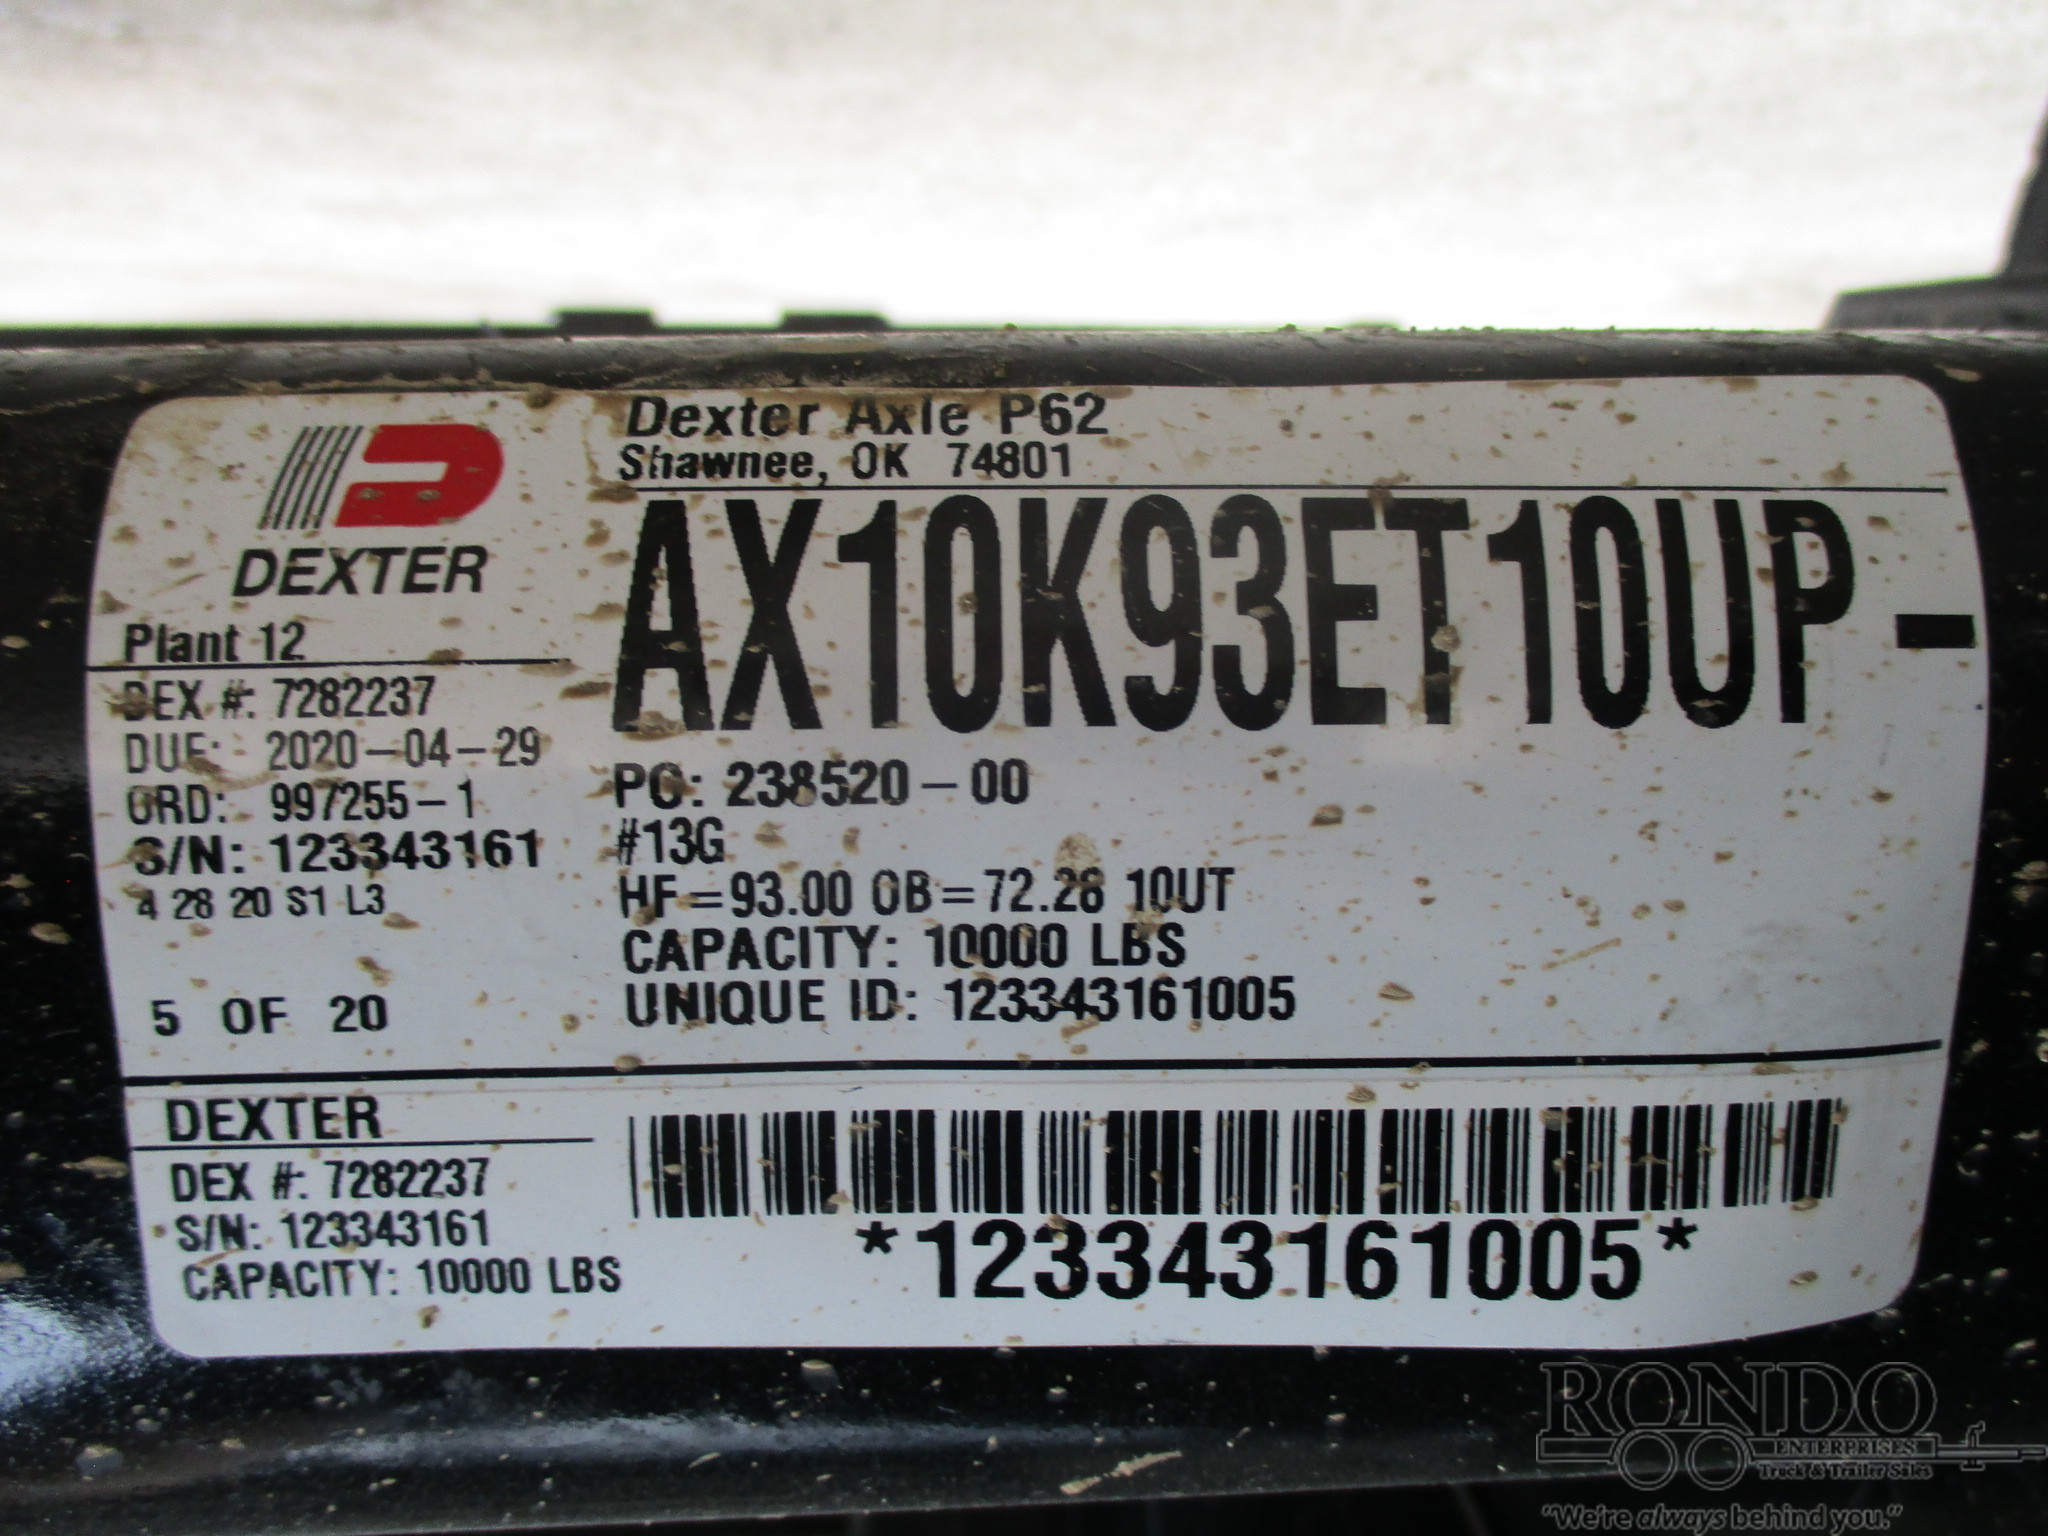 DEXTER
Plant 12
DEX #: 7282237
DUE: 2020-04-29
ORD: 997255-1
S/N: 123343161
4 28 20 S1 L3
5 OF 20
Dexter Axle P62
Shawnee, OK 74801
AX10K93ET10UP-
PO: 238520-00
#13G
HF=93.00 OB=72.28 10UT
CAPACITY: 10000 LBS
UNIQUE ID: 123343161005
DEXTER
DEX #: 7282237
S/N: 123343161
CAPACITY: 10000 LBS
*123343161005*
RONDO
ENTERPRISES
Truck & Trailer Sales
"We're always behind you."